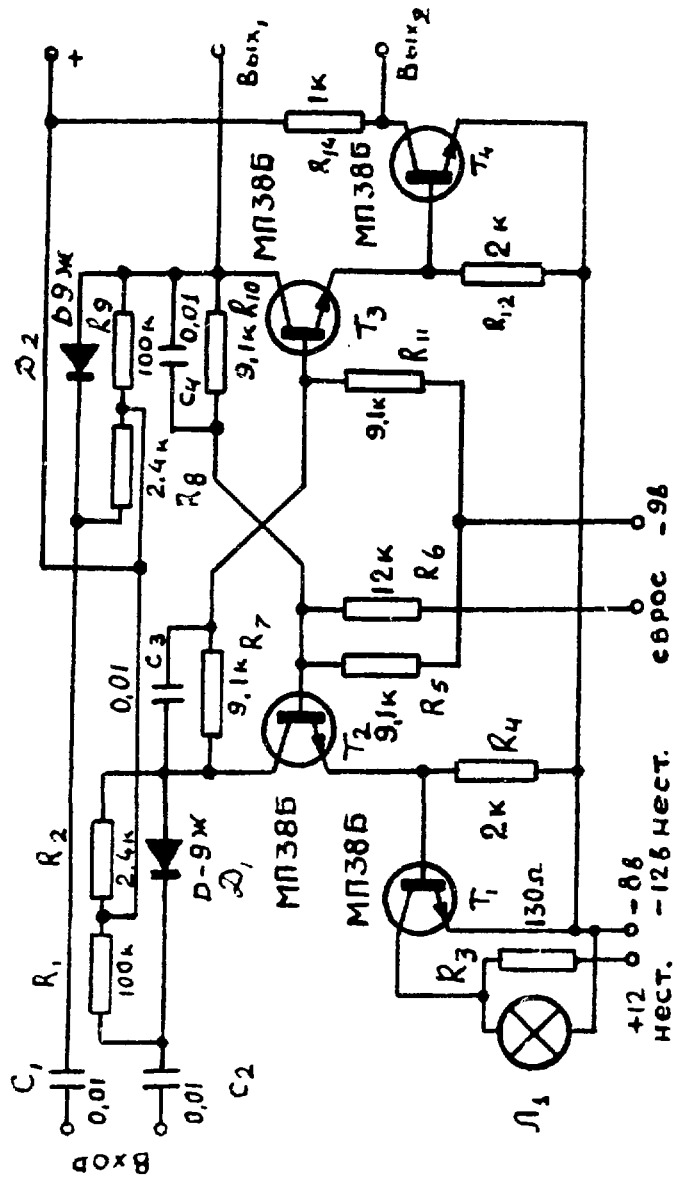 Вход
C₁
0,01
0,01
C₂
R₁
100к
R₂
2.4к
D-9Ж
Д₁
0,01
C₃
9,1к
R₇
МП38Б
T₂
МП38Б
T₁
R₃
130Ω
Л₁
2к
R₄
9,1к
R₅
12к
R₆
Д2
D9Ж
R₉
100к
2.4к
R₈
C₄
0,01
9,1к
R₁₀
МП38Б
T₃
9,1к
R₁₁
R₁₂
2к
МП38Б
T₄
R₁₄
1к
+
Вых₁
Вых₂
+12
нест.
-8в
-12в нест.
сврос
-9в